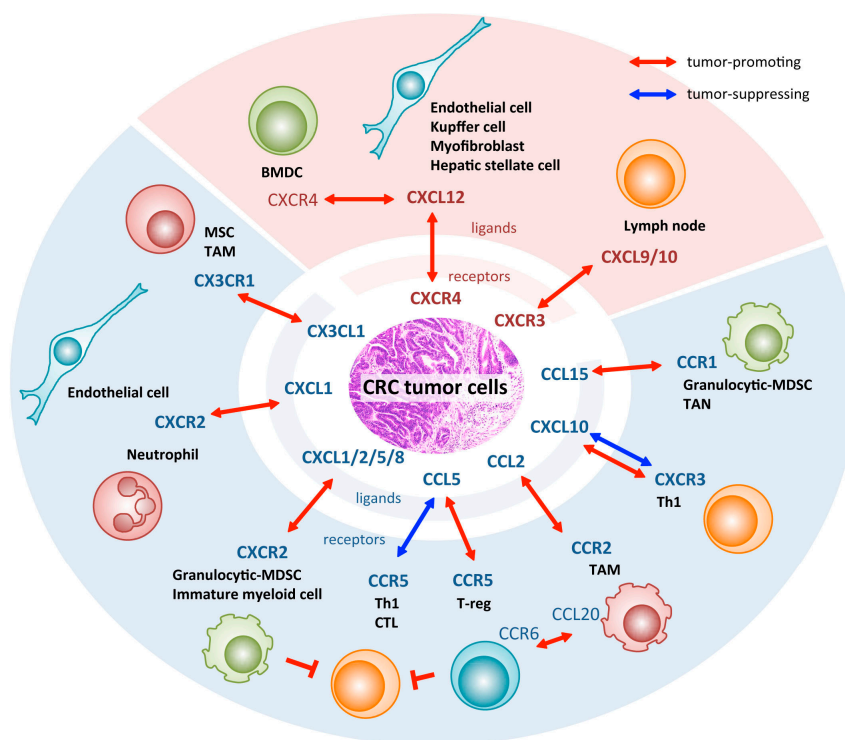 tumor-promoting
tumor-suppressing
Endothelial cell
Kupffer cell
Myofibroblast
Hepatic stellate cell
BMDC
CXCR4
CXCL12
ligands
receptors
CXCR4
Lymph node
CXCL9/10
CXCR3
MSC
TAM
CX3CR1
CX3CL1
Endothelial cell
CXCL1
CXCR2
Neutrophil
CRC tumor cells
CCL15
CCR1
Granulocytic-MDSC
TAN
CXCL10
CXCR3
Th1
CXCL1/2/5/8
CCL5
CCL2
ligands
receptors
CXCR2
Granulocytic-MDSC
Immature myeloid cell
CCR5
Th1
CTL
CCR5
T-reg
CCR2
TAM
CCL20
CCR6